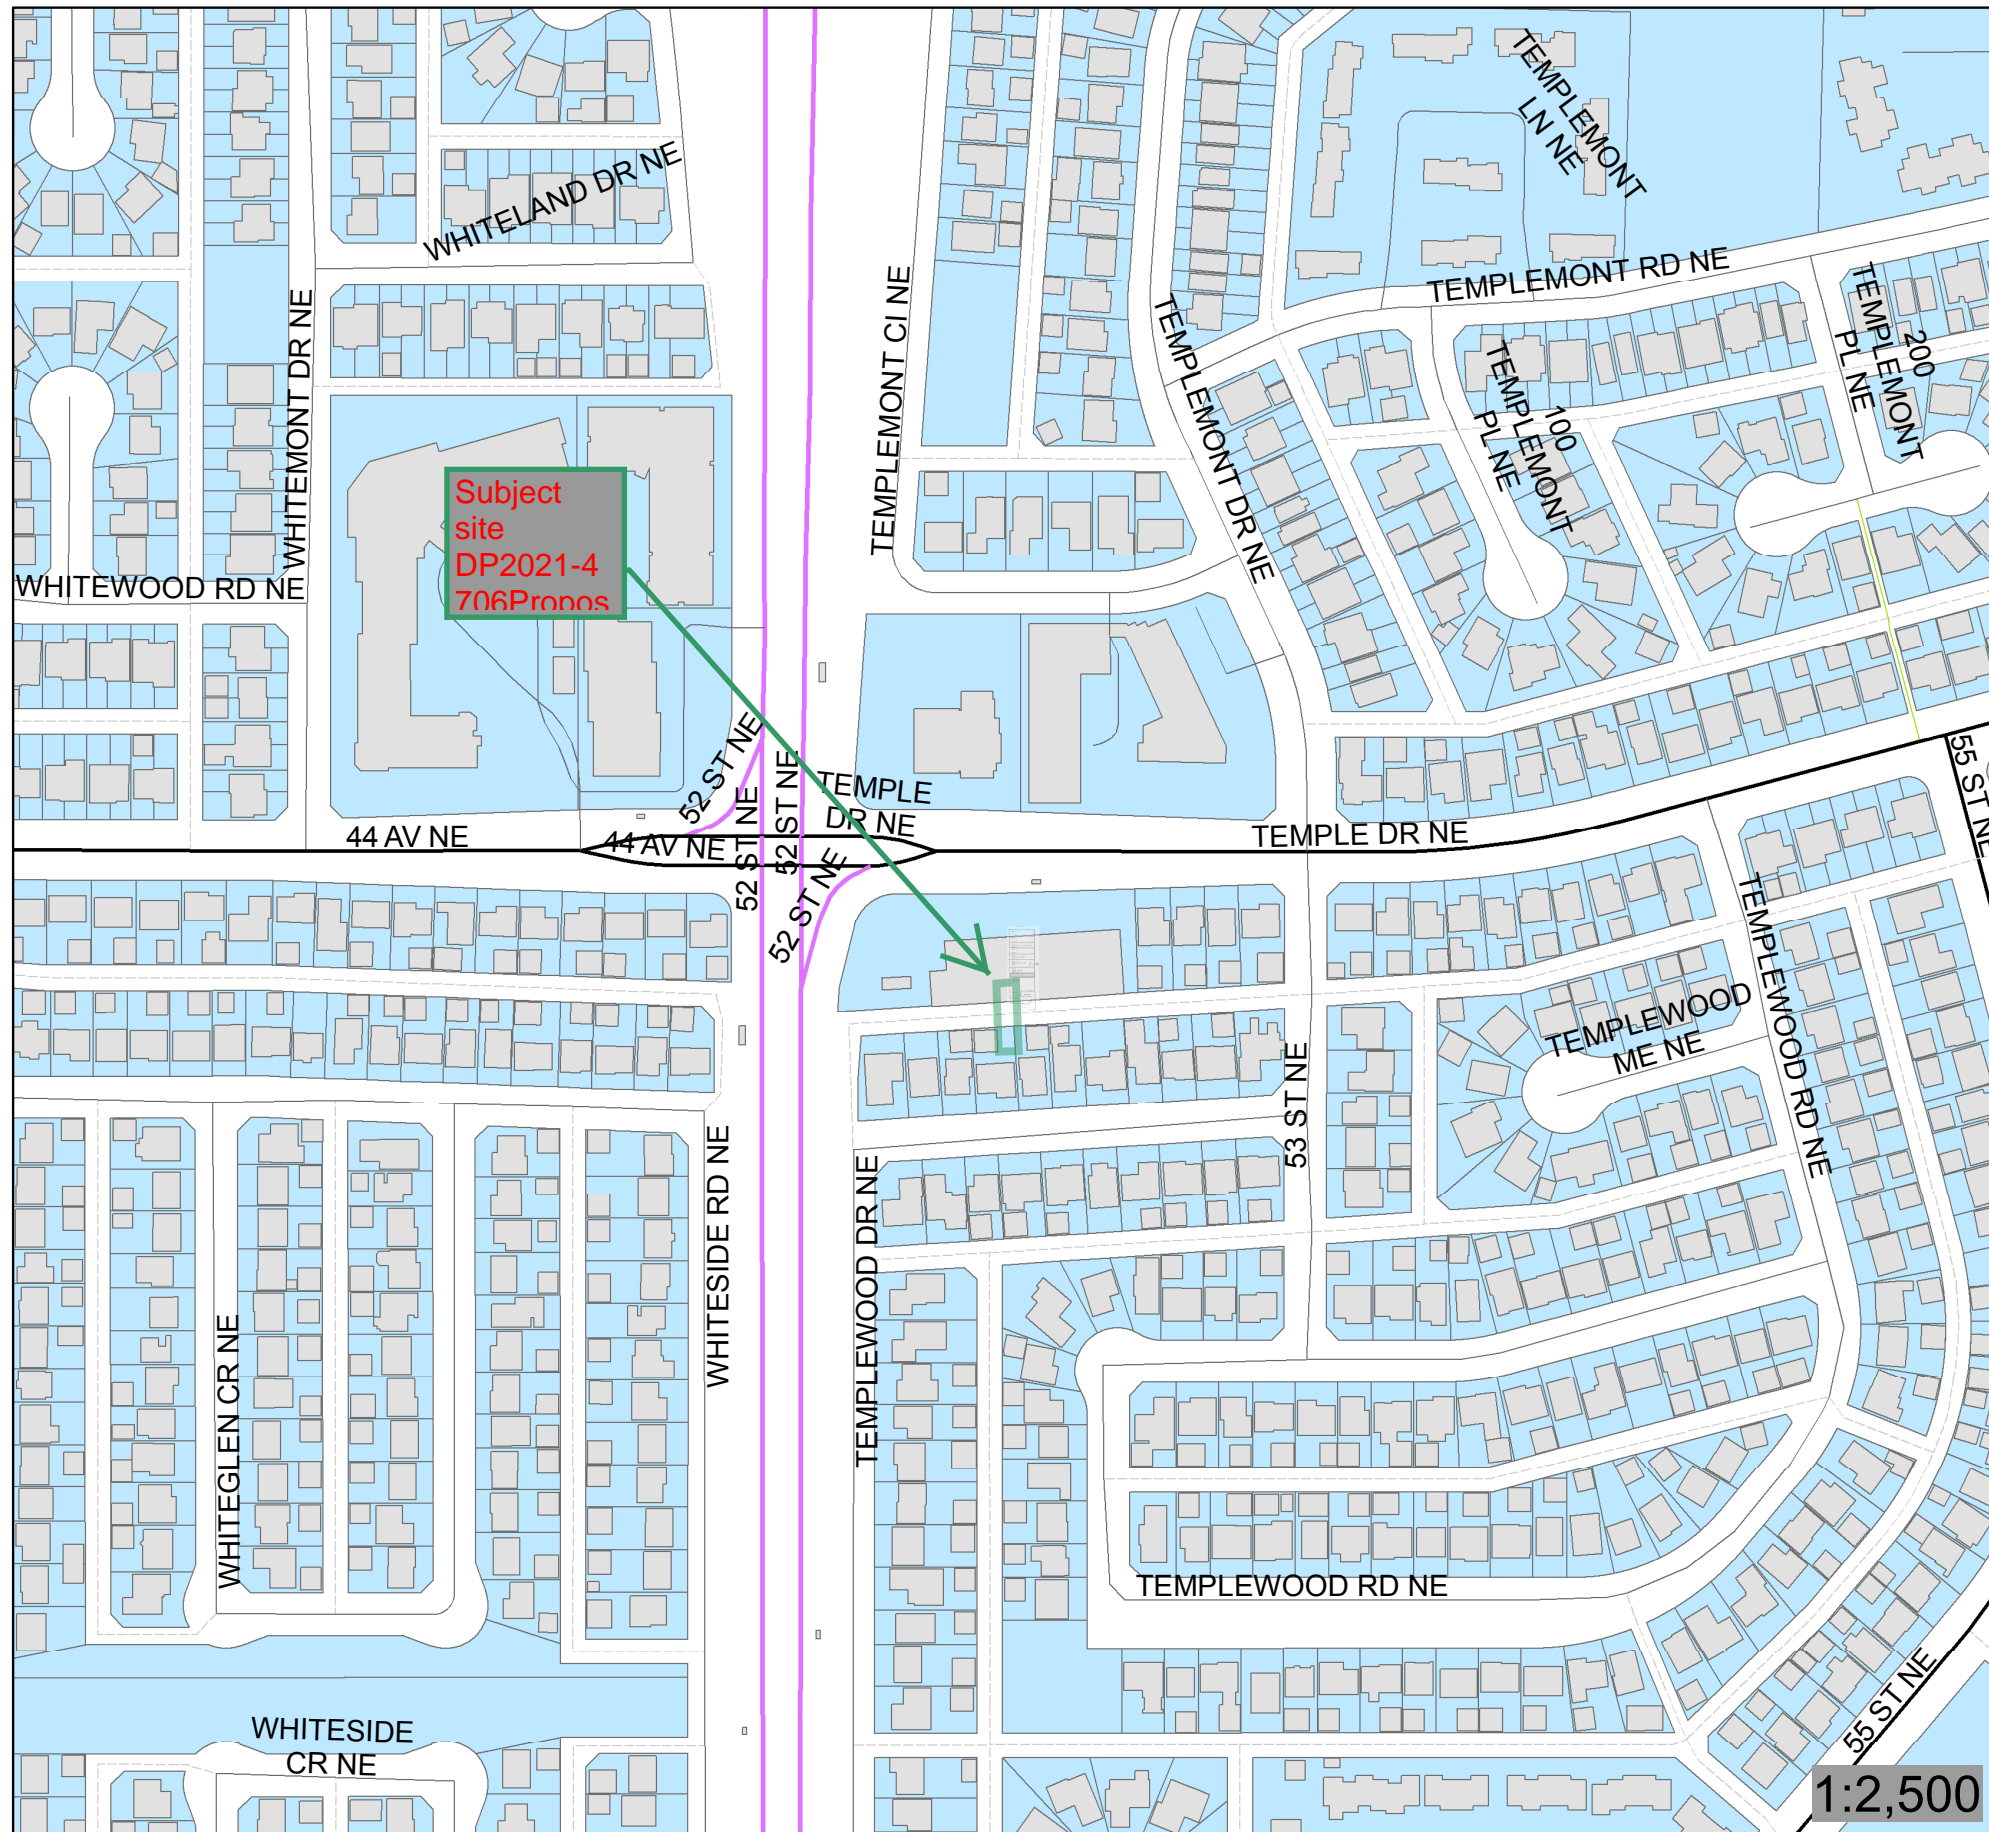 TEMPLEMONT
LN NE
WHITELAND DR NE
TEMPLEMONT RD NE
200
TEMPLEMONT
PL NE
WHITEMONT DR NE
TEMPLEMONT CI NE
TEMPLEMONT DR NE
100
TEMPLEMONT
PL NE
Subject
site
DP2021-4
706Propos
WHITEWOOD RD NE
52 ST NE
52 ST NE
52 ST NE
52 ST NE
TEMPLE
DR NE
44 AV NE
44 AV NE
TEMPLE DR NE
55 ST NE
TEMPLEWOOD RD NE
TEMPLEWOOD
ME NE
53 ST NE
WHITESIDE RD NE
TEMPLEWOOD DR NE
WHITEGLEN CR NE
TEMPLEWOOD RD NE
55 ST NE
WHITESIDE
CR NE
1:2,500